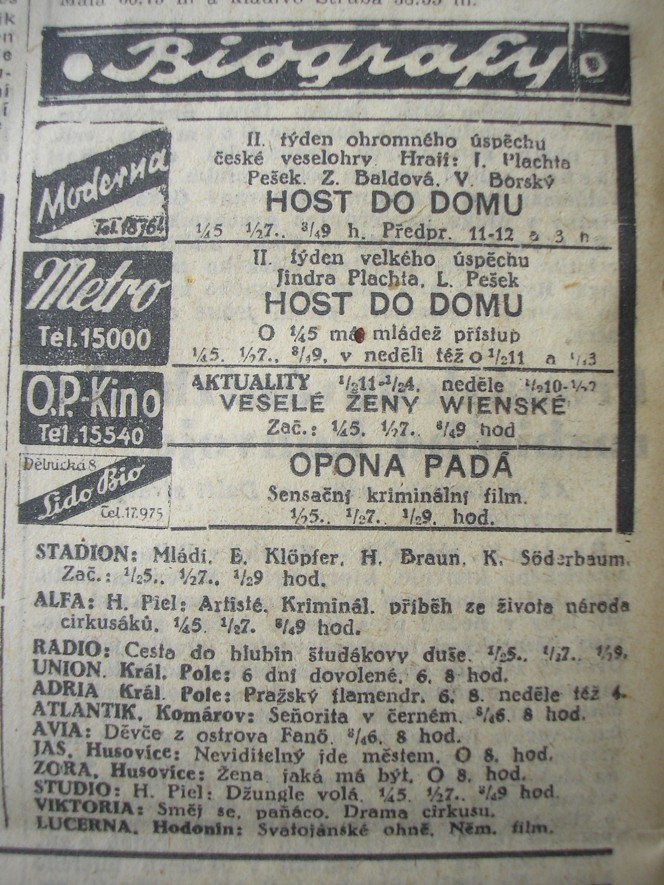 Biografy
Moderna
Tel. 18764
II. týden ohromného úspěchu
české veselohry. Hrají: J. Plachta
Pešek, Z. Baldová, V. Borský
HOST DO DOMU
¼5 ½7., ¾9 h. Předpr. 11-12 a 3 h
Metro
Tel. 15000
II. týden velkého úspěchu
Jindra Plachta, L. Pešek
HOST DO DOMU
O ¼5 má mládež přístup
¼5, ½7., ¾9, v neděli též o ½11 a
O.P. Kino
Tel. 15540
AKTUALITY ½11-¾4, neděle
VESELÉ ŽENY WIENSKÉ
Zač.: ¼5, ½7., ¾9 hod
Dělnická 8
Lido Bio
Tel. 17.975
OPONA PADÁ
Sensační kriminální film.
½5., ½7., ½9. hod.
STADION: Mládí. E. Klöpfer, H. Braun, K. Söderbaum.
Zač.: ½5., ½7., ½9 hod.
ALFA: H. Piel: Artisté. Kriminál. příběh ze života národa
cirkusáků. ¼5, ½7. ¾9 hod.
RADIO: Cesta do hlubin študákovy duše. ½5., ½7., ½9.
UNION, Král. Pole: 6 dní dovolené. 6, 8 hod.
ADRIA Král. Pole: Pražský flamendr. 6, 8. neděle též 4.
ATLANTIK, Komárov: Seňorita v černém. ¾6. 8 hod.
AVIA: Děvče z ostrova Fanö. ¾6, 8 hod.
JAS, Husovice: Neviditelný jde městem. O 8. hod.
ZORA, Husovice: Žena, jaká má být. O 8. hod.
STUDIO: H. Piel: Džungle volá. ¼5, ½7., ¾9 hod.
VIKTORIA: Směj se, paňáco. Drama cirkusu.
LUCERNA, Hodonín: Svatojánské ohně. Něm. film.